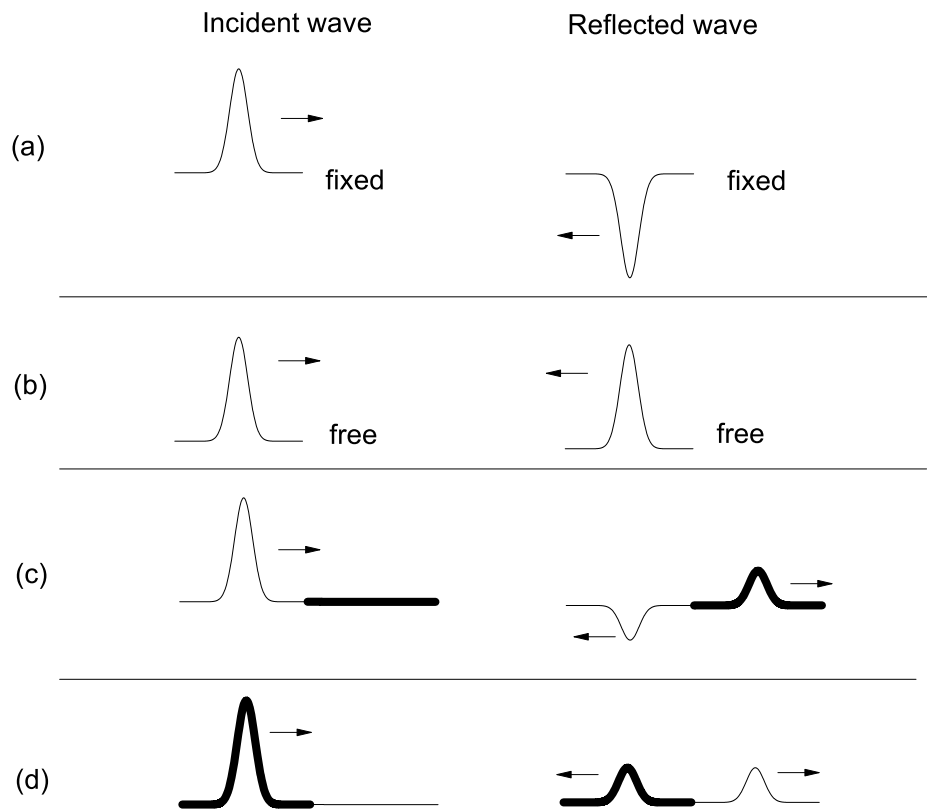 Incident wave
Reflected wave
(a)
fixed
fixed
(b)
free
free
(c)
(d)